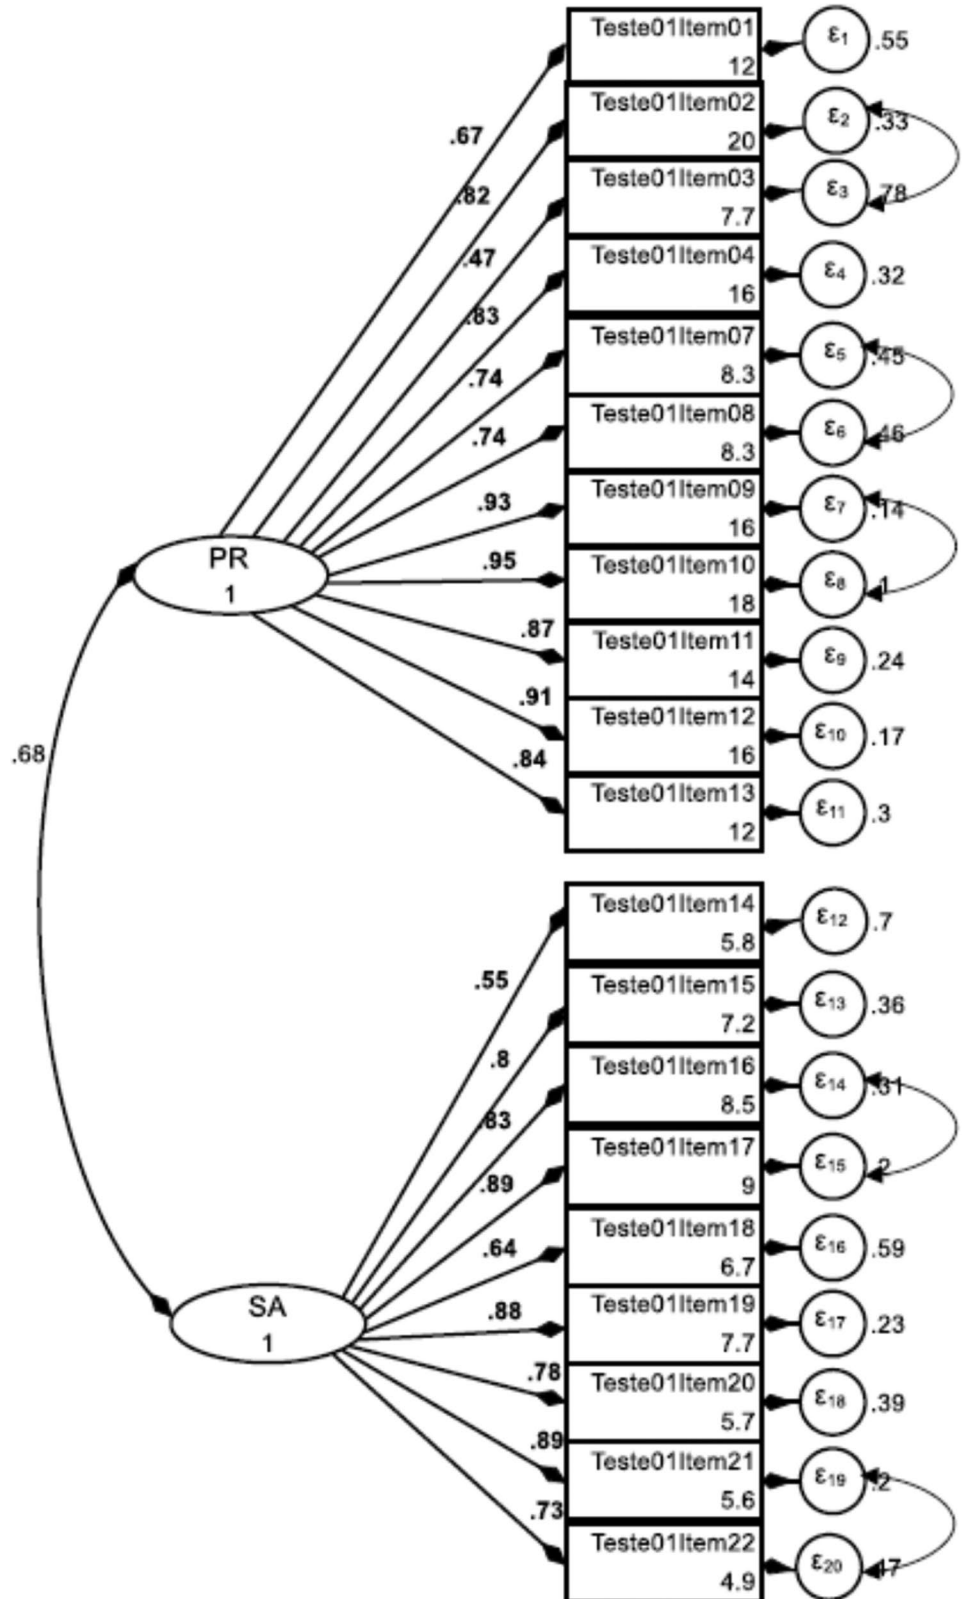 Teste01Item01
12
ε1 .55
.67
Teste01Item02
20
ε2 .33
.82
Teste01Item03
7.7
ε3 .78
.47
Teste01Item04
16
ε4 .32
.83
Teste01Item07
8.3
ε5 .45
.74
Teste01Item08
8.3
ε6 .46
.74
Teste01Item09
16
ε7 .14
.93
Teste01Item10
18
ε8 .1
.95
Teste01Item11
14
ε9 .24
.87
Teste01Item12
16
ε10 .17
.91
Teste01Item13
12
ε11 .3
.84
PR
1
.68
Teste01Item14
5.8
ε12 .7
.55
Teste01Item15
7.2
ε13 .36
.8
Teste01Item16
8.5
ε14 .31
.83
Teste01Item17
9
ε15 .2
.89
Teste01Item18
6.7
ε16 .59
.64
Teste01Item19
7.7
ε17 .23
.88
Teste01Item20
5.7
ε18 .39
.78
Teste01Item21
5.6
ε19 .2
.89
Teste01Item22
4.9
ε20
.73
SA
1